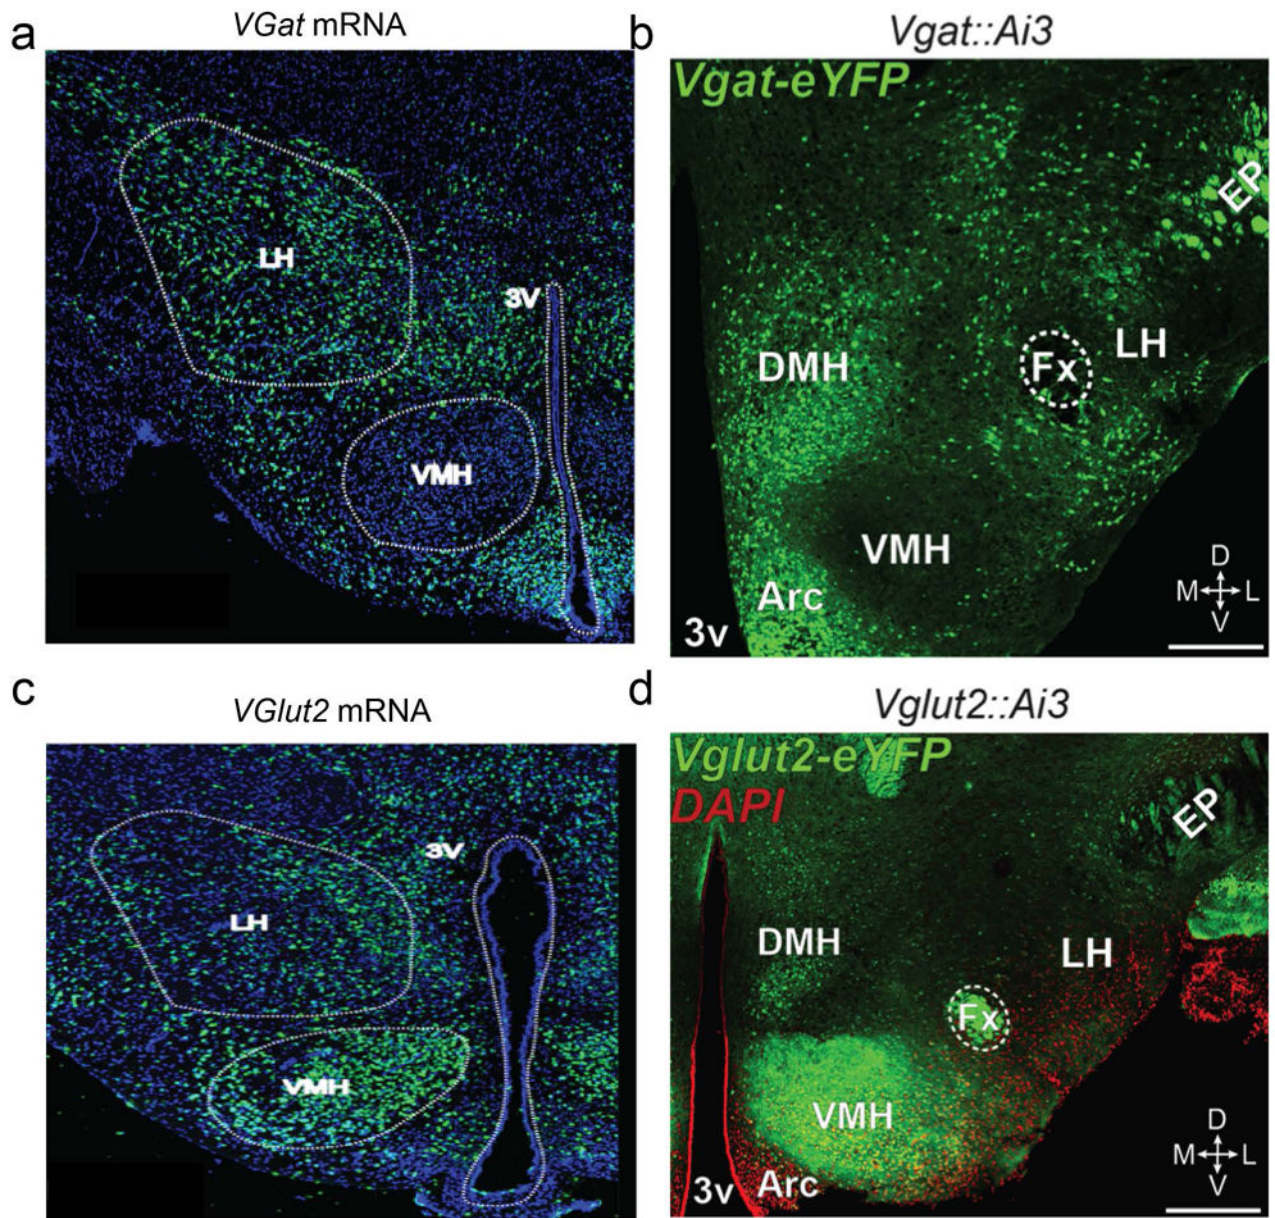 a
VGat mRNA
LH
3V
VMH
b
Vgat::Ai3
Vgat-eYFP
EP
DMH
Fx
LH
VMH
Arc
3v
D
M L
V
c
VGlut2 mRNA
3V
LH
VMH
d
Vglut2::Ai3
Vglut2-eYFP
DAPI
EP
DMH
LH
Fx
VMH
Arc
3v
D
M L
V